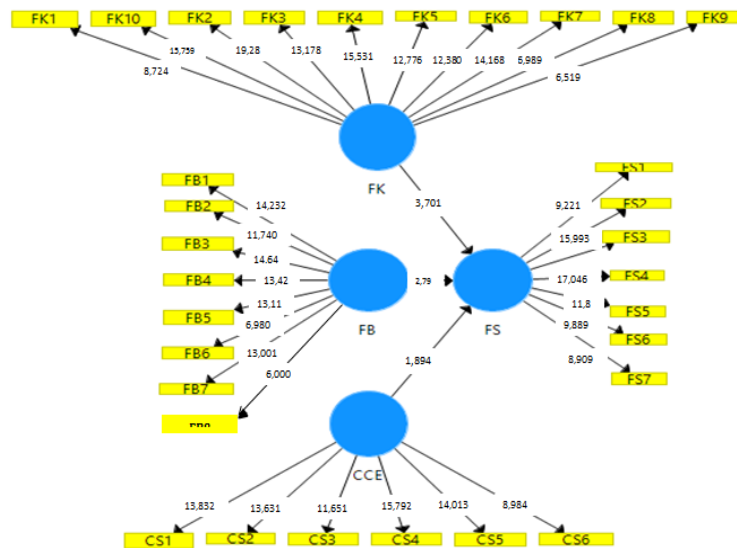 FK1 FK10 FK2 FK3 FK4 FK5 FK6 FK7 FK8 FK9
8,724 15,759 19,28 13,178 15,531 12,776 12,380 14,168 6,989 6,519
FK
3,701
FB1
FB2
FB3
FB4
FB5
FB6
FB7
14,232
11,740
14.64
13,42
13,11
6,980
13,001
6,000
FB
2,79
FS
1,894
FS1
FS2
FS3
FS4
FS5
FS6
FS7
9,221
15,993
17,046
11,8
9,889
8,909
CCE
13,832 13,631 11,651 15,792 14,013 8,984
CS1 CS2 CS3 CS4 CS5 CS6